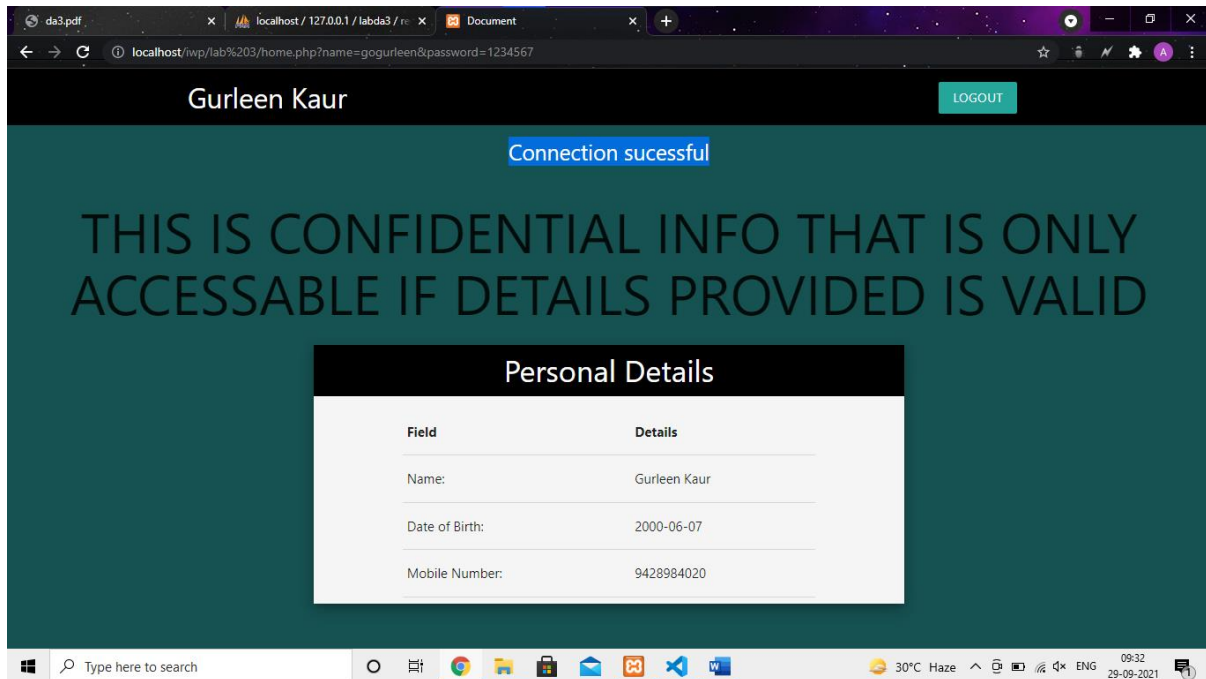 da3.pdf
localhost / 127.0.0.1 / labda3 / re
Document
localhost/iwp/lab%203/home.php?name=gogurleen&password=1234567
A
Gurleen Kaur
LOGOUT
Connection sucessful
THIS IS CONFIDENTIAL INFO THAT IS ONLY
ACCESSABLE IF DETAILS PROVIDED IS VALID
Personal Details
Field Details
Name: Gurleen Kaur
Date of Birth: 2000-06-07
Mobile Number: 9428984020
Type here to search
30°C Haze
ENG
09:32
29-09-2021
1